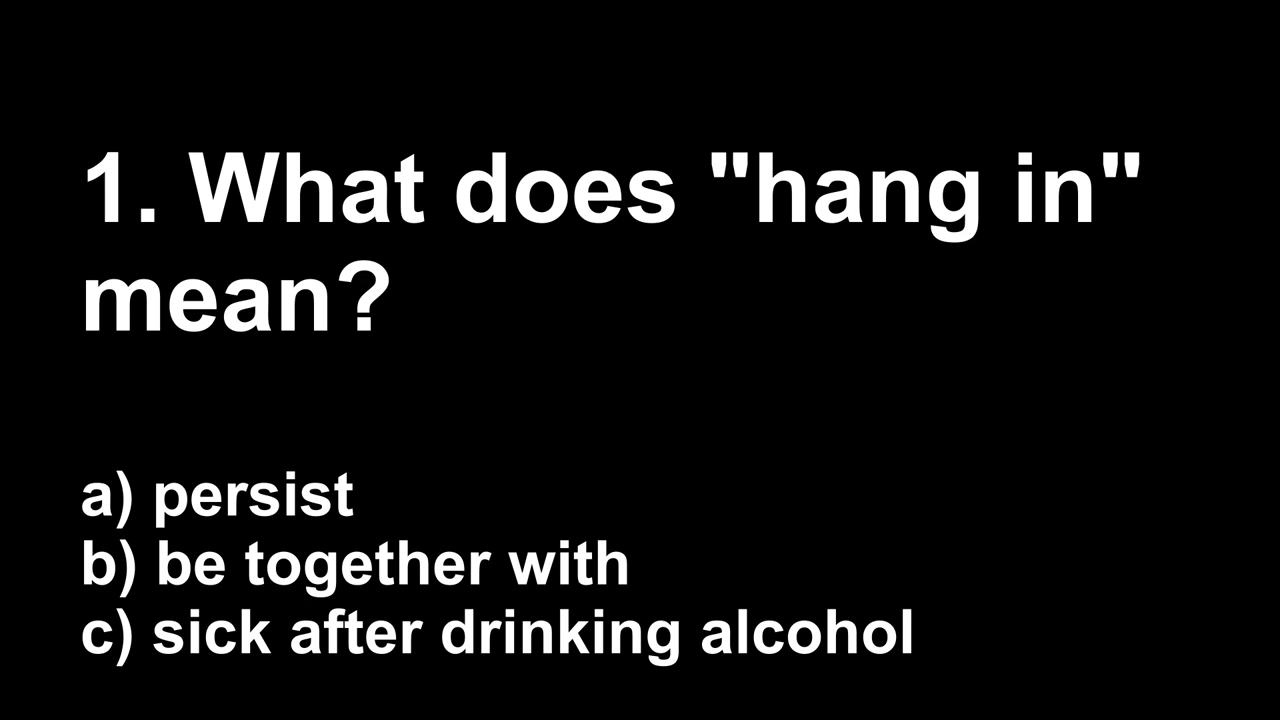 1. What does "hang in"
mean?
a) persist
b) be together with
c) sick after drinking alcohol